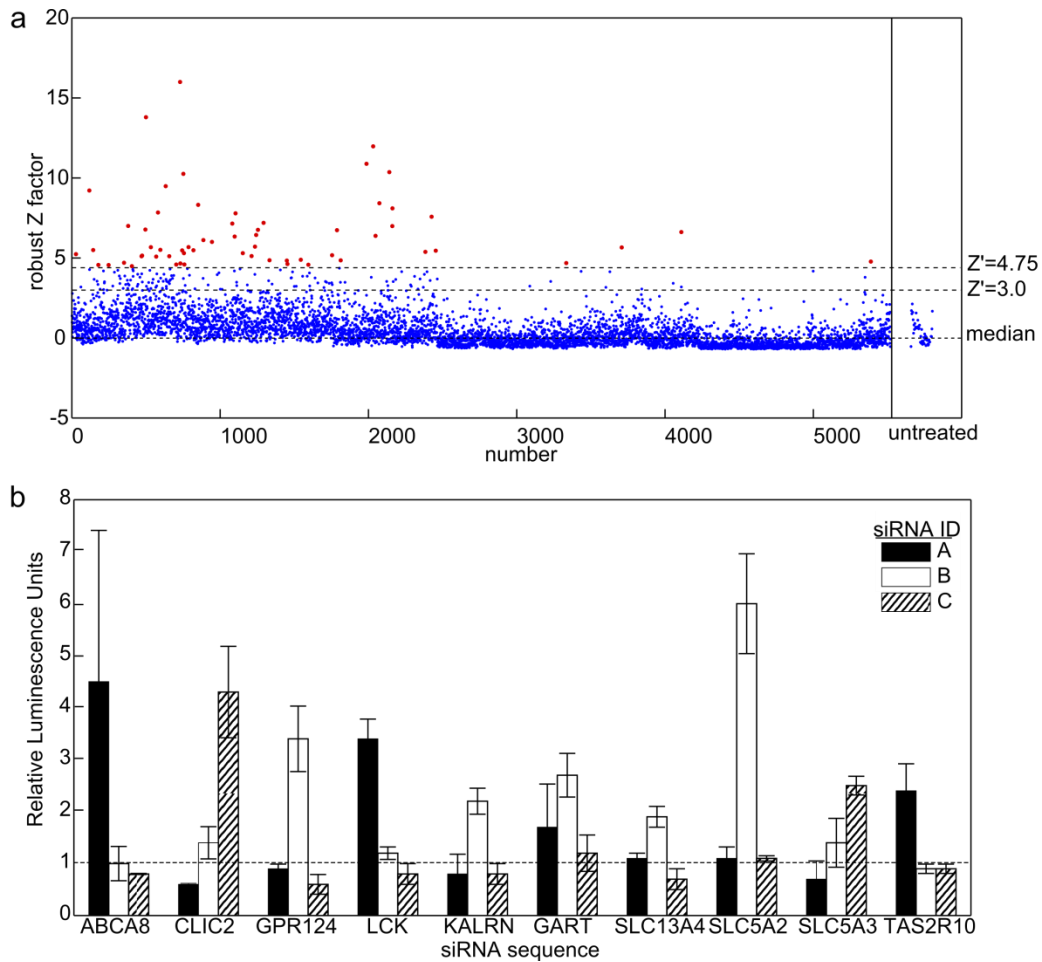 a
20
15
10
5
0
-5
robust Z factor
Z'=4.75
Z'=3.0
median
0 1000 2000 3000 4000 5000 untreated
number
b
8
7
6
5
4
3
2
1
0
Relative Luminescence Units
siRNA ID
A
B
C
ABCA8 CLIC2 GPR124 LCK KALRN GART SLC13A4 SLC5A2 SLC5A3 TAS2R10
siRNA sequence